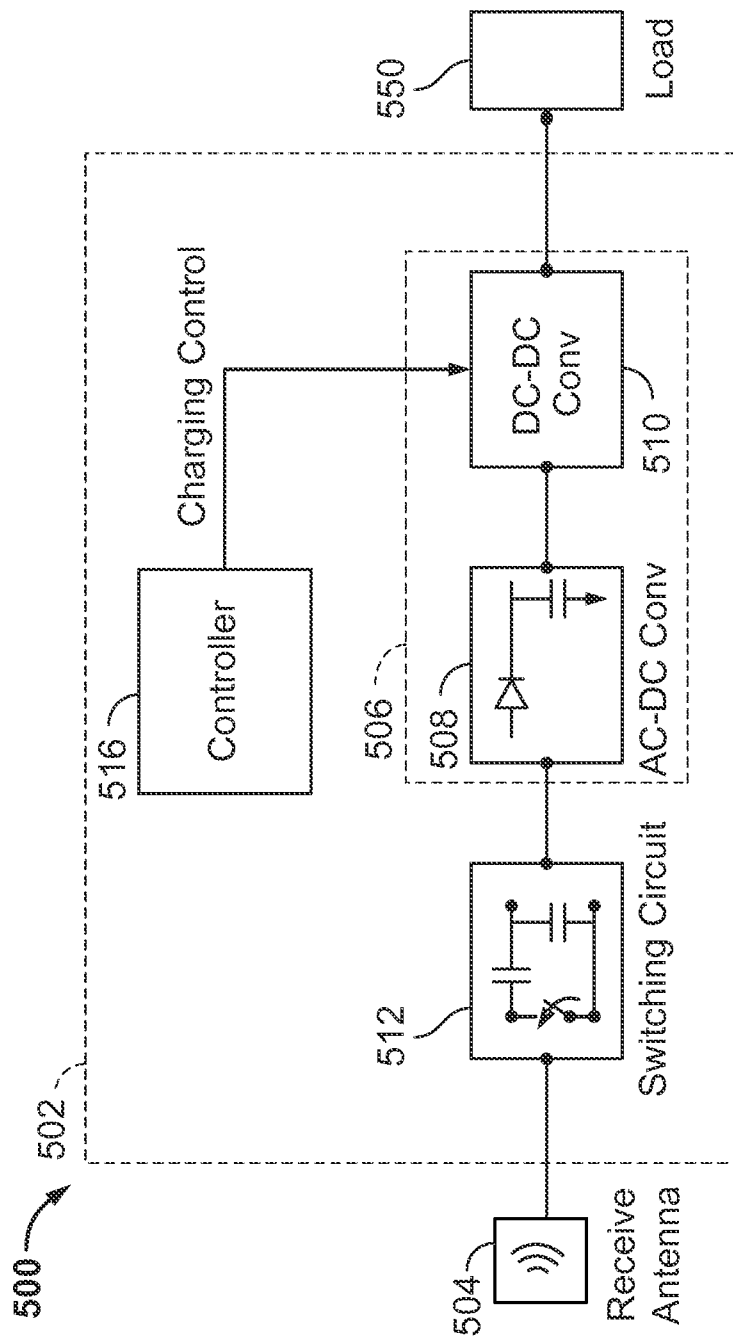 500
502
516
Controller
Charging Control
504
Receive
Antenna
512
Switching Circuit
506
508
AC-DC Conv
DC-DC
Conv
510
550
Load